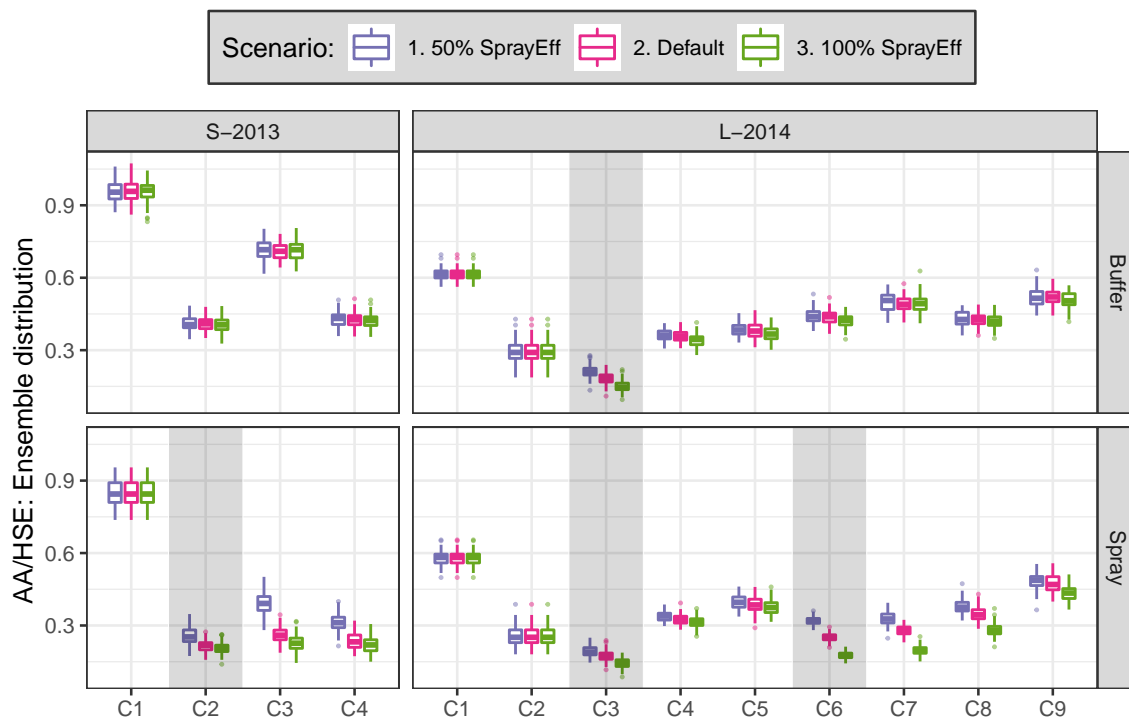 Scenario: 1. 50% SprayEff 2. Default 3. 100% SprayEff
S−2013 L−2014
AA/HSE: Ensemble distribution
0.9
0.6
0.3
Buffer
0.9
0.6
0.3
Spray
C1 C2 C3 C4 C1 C2 C3 C4 C5 C6 C7 C8 C9